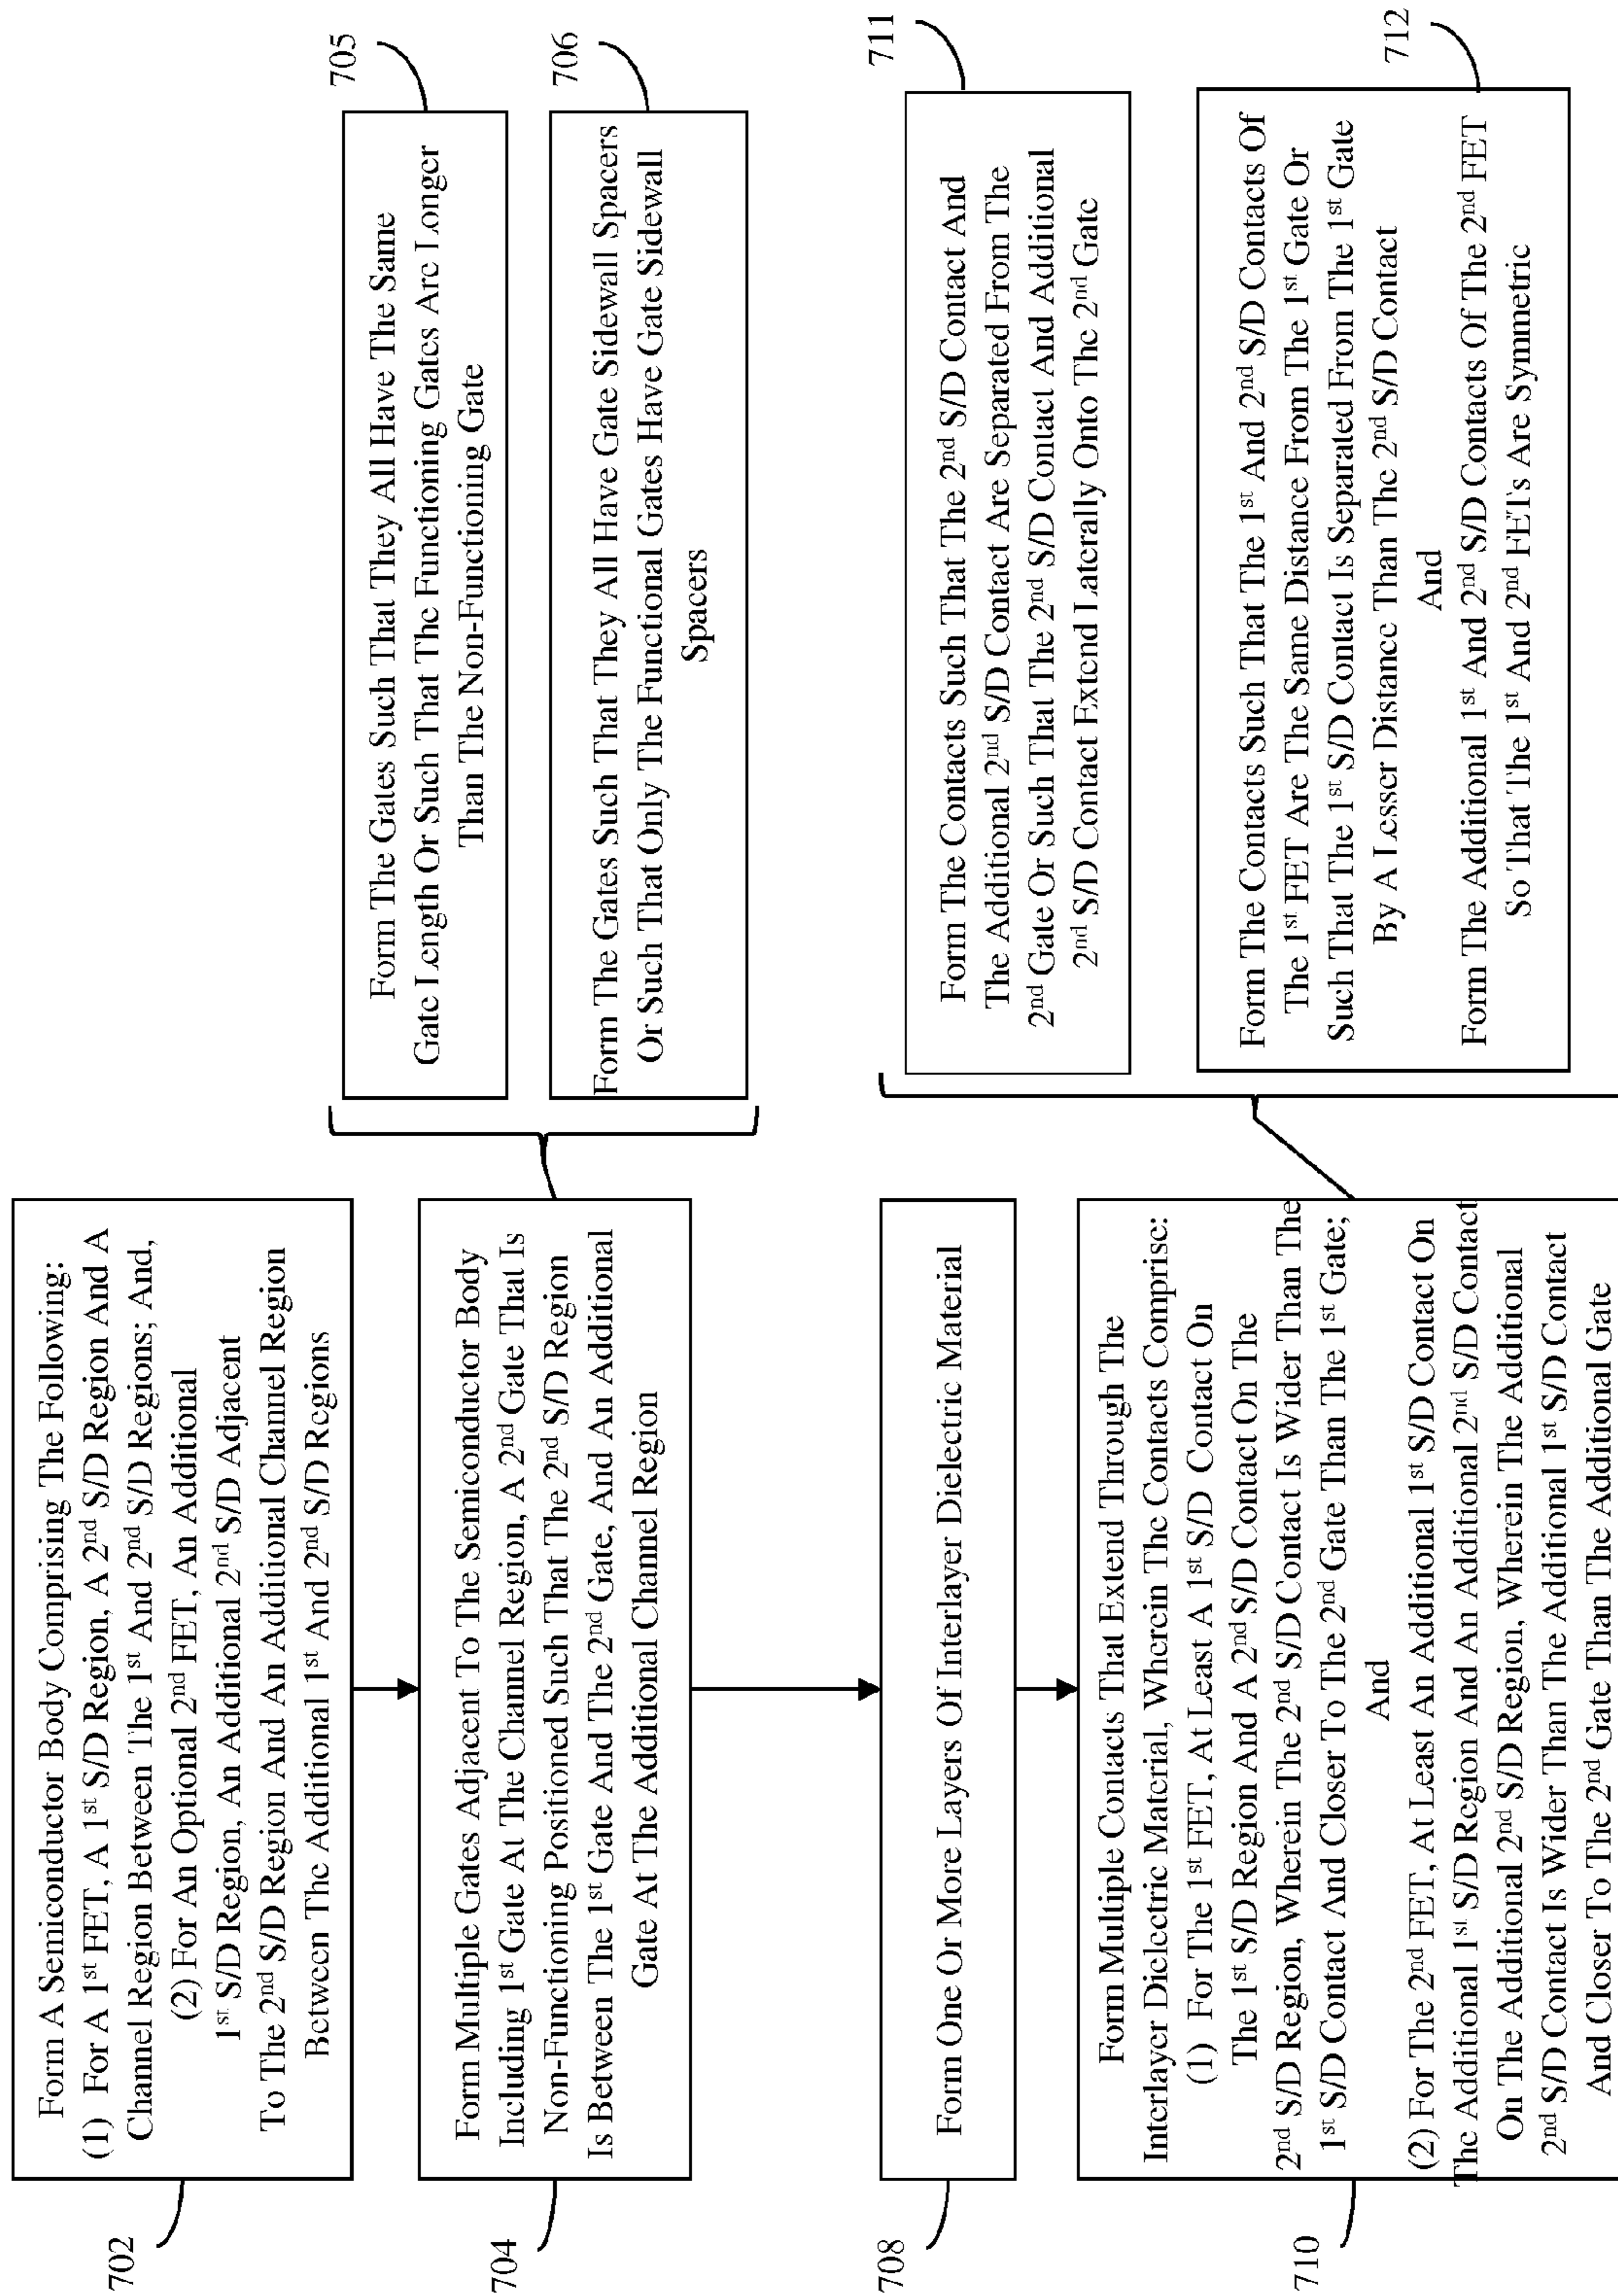 702
Form A Semiconductor Body Comprising The Following:
(1) For A 1st FET, A 1st S/D Region, A 2nd S/D Region And A
Channel Region Between The 1st And 2nd S/D Regions; And,
(2) For An Optional 2nd FET, An Additional
1st S/D Region, An Additional 2nd S/D Adjacent
To The 2nd S/D Region And An Additional Channel Region
Between The Additional 1st And 2nd S/D Regions
704
Form Multiple Gates Adjacent To The Semiconductor Body
Including 1st Gate At The Channel Region, A 2nd Gate That Is
Non-Functioning Positioned Such That The 2nd S/D Region
Is Between The 1st Gate And The 2nd Gate, And An Additional
Gate At The Additional Channel Region
705
Form The Gates Such That They All Have The Same
Gate Length Or Such That The Functioning Gates Are Longer
Than The Non-Functioning Gate
706
Form The Gates Such That They All Have Gate Sidewall Spacers
Or Such That Only The Functional Gates Have Gate Sidewall
Spacers
708
Form One Or More Layers Of Interlayer Dielectric Material
710
Form Multiple Contacts That Extend Through The
Interlayer Dielectric Material, Wherein The Contacts Comprise:
(1) For The 1st FET, At Least A 1st S/D Contact On
The 1st S/D Region And A 2nd S/D Contact On The
2nd S/D Region, Wherein The 2nd S/D Contact Is Wider Than The
1st S/D Contact And Closer To The 2nd Gate Than The 1st Gate;
And
(2) For The 2nd FET, At Least An Additional 1st S/D Contact On
The Additional 1st S/D Region And An Additional 2nd S/D Contact
On The Additional 2nd S/D Region, Wherein The Additional
2nd S/D Contact Is Wider Than The Additional 1st S/D Contact
And Closer To The 2nd Gate Than The Additional Gate
711
Form The Contacts Such That The 2nd S/D Contact And
The Additional 2nd S/D Contact Are Separated From The
2nd Gate Or Such That The 2nd S/D Contact And Additional
2nd S/D Contact Extend Laterally Onto The 2nd Gate
712
Form The Contacts Such That The 1st And 2nd S/D Contacts Of
The 1st FET Are The Same Distance From The 1st Gate Or
Such That The 1st S/D Contact Is Separated From The 1st Gate
By A Lesser Distance Than The 2nd S/D Contact
And
Form The Additional 1st And 2nd S/D Contacts Of The 2nd FET
So That The 1st And 2nd FETs Are Symmetric